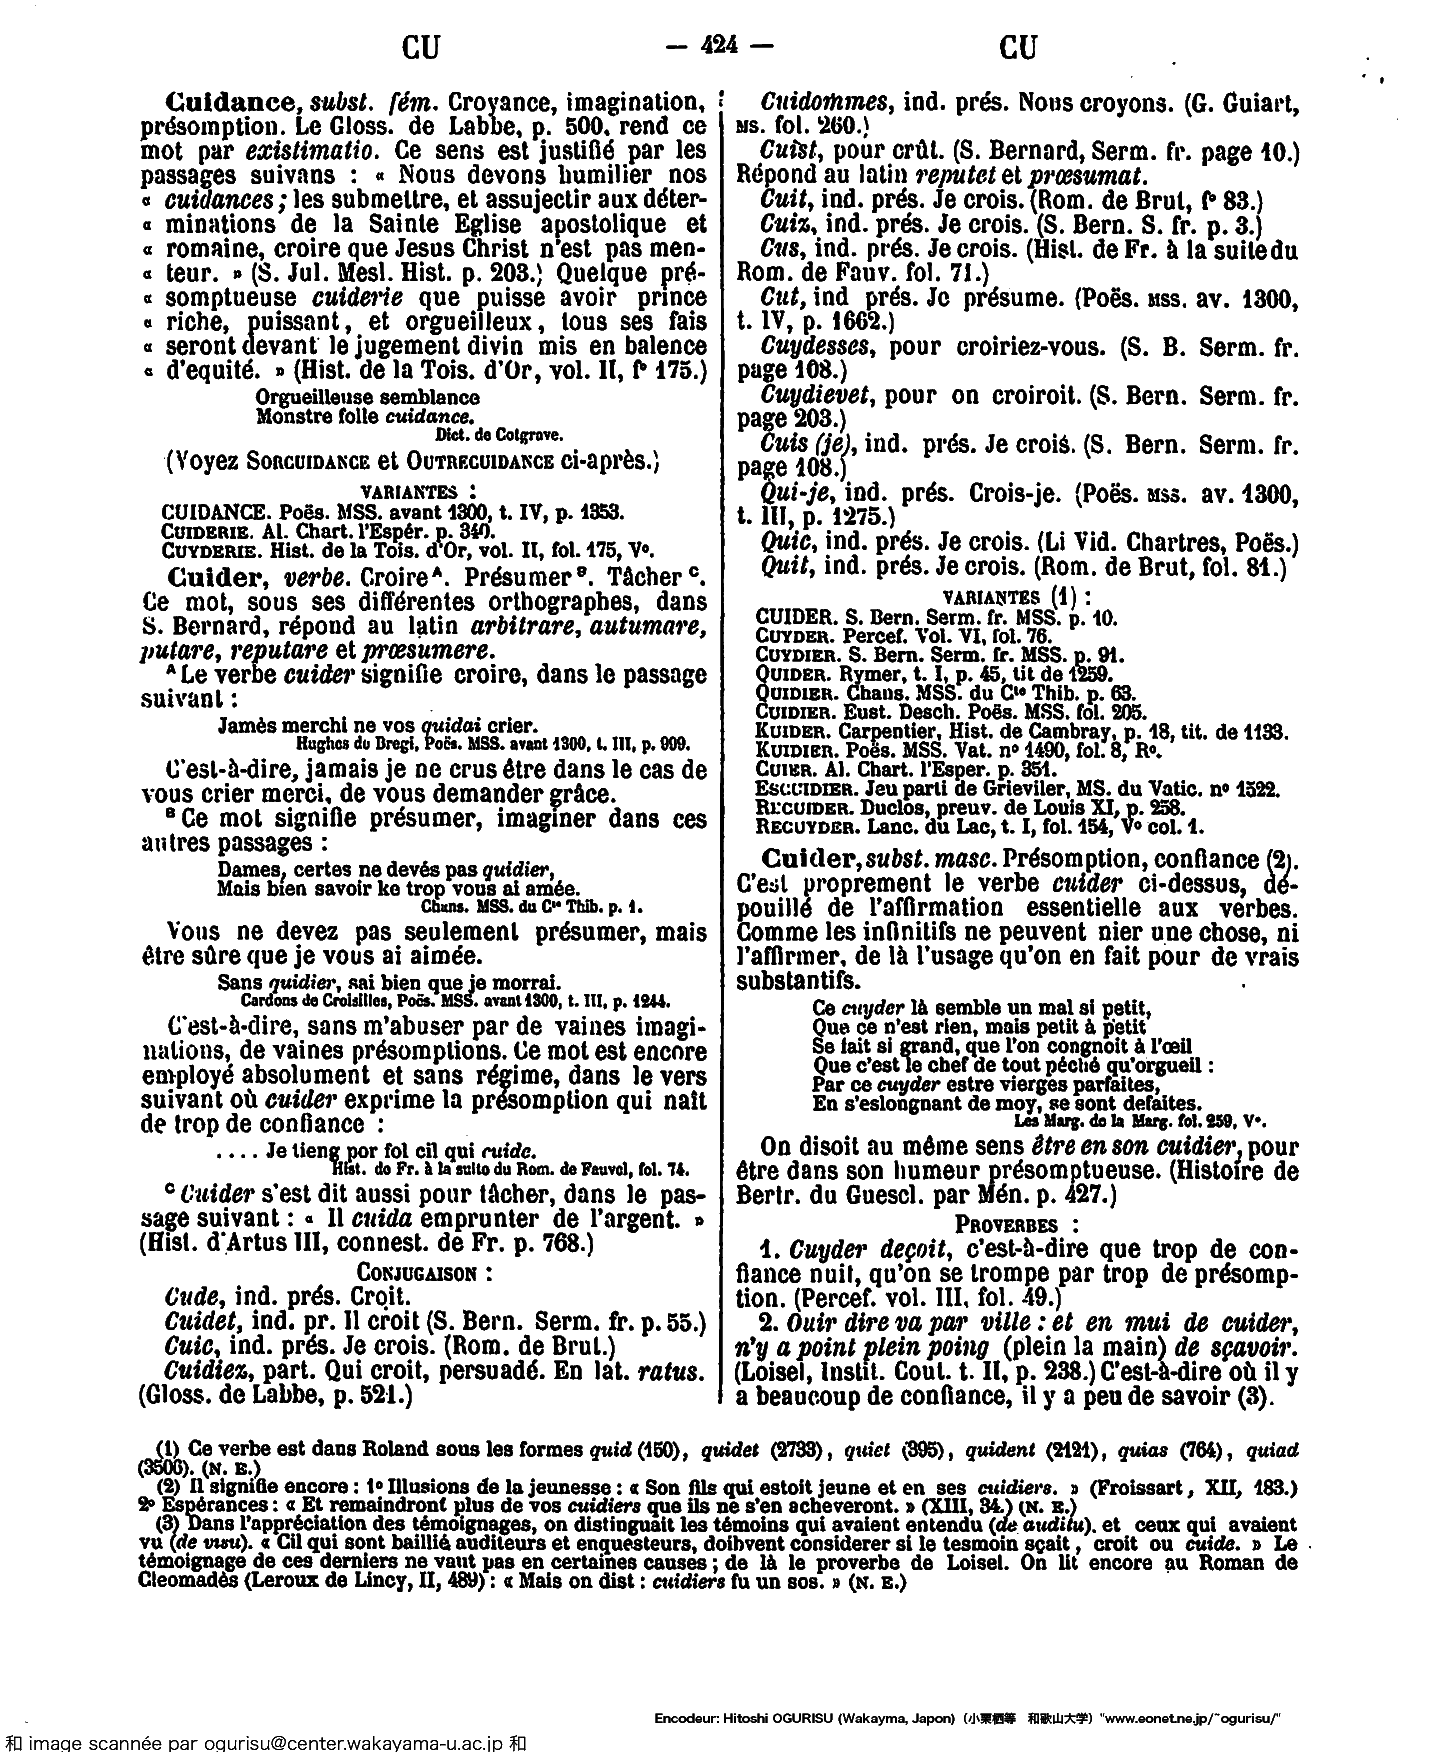 CU — 424 — CU
Cuidance, subst. fém. Croyance, imagination,
présomption. Le Gloss. de Labbe, p. 500, rend ce
mot par existimatio. Ce sens est justifié par les
passages suivans : « Nous devons humilier nos
« cuidances ; les submettre, et assujectir aux déter-
« minations de la Sainte Eglise apostolique et
« romaine, croire que Jesus Christ n'est pas men-
« teur. » (S. Jul. Mesl. Hist. p. 203.) Quelque pré-
« somptueuse cuiderie que puisse avoir prince
« riche, puissant, et orgueilleux, tous ses fais
« seront devant le jugement divin mis en balence
« d'equité. » (Hist. de la Tois. d'Or, vol. II, f° 175.)
Orgueilleuse semblance
Monstre folle cuidance.
Dict. de Cotgrave.
(Voyez SORCUIDANCE et OUTRECUIDANCE ci-après.)
VARIANTES :
CUIDANCE. Poës. MSS. avant 1300, t. IV, p. 1353.
CUIDERIE. Al. Chart. l'Espér. p. 340.
CUYDERIE. Hist. de la Tois. d'Or, vol. II, fol. 175, V°.
Cuider, verbe. Croire A. Présumer B. Tâcher C.
Ce mot, sous ses différentes orthographes, dans
S. Bernard, répond au latin arbitrare, autumare,
putare, reputare et præsumere.
A Le verbe cuider signifie croire, dans le passage
suivant :
Jamès merchi ne vos quidai crier.
Hughes du Bregi, Poës. MSS. avant 1300, t. III, p. 909.
C'est-à-dire, jamais je ne crus être dans le cas de
vous crier merci, de vous demander grâce.
B Ce mot signifie présumer, imaginer dans ces
autres passages :
Dames, certes ne devés pas quidier,
Mais bien savoir ke trop vous ai amée.
Chans. MSS. du Cte Thib. p. 1.
Vous ne devez pas seulement présumer, mais
être sûre que je vous ai aimée.
Sans quidier, sai bien que je morrai.
Cardons de Croisilles, Poës. MSS. avant 1300, t. III, p. 1244.
C'est-à-dire, sans m'abuser par de vaines imagi-
nations, de vaines présomptions. Ce mot est encore
employé absolument et sans régime, dans le vers
suivant où cuider exprime la présomption qui naît
de trop de confiance :
.... Je tieng por fol cil qui cuide.
Hist. de Fr. à la suite du Rom. de Fauvel, fol. 74.
C Cuider s'est dit aussi pour tâcher, dans le pas-
sage suivant : « Il cuida emprunter de l'argent. »
(Hist. d'Artus III, connest. de Fr. p. 768.)
CONJUGAISON :
Cude, ind. prés. Croit.
Cuidet, ind. pr. Il croit (S. Bern. Serm. fr. p. 55.)
Cuic, ind. prés. Je crois. (Rom. de Brut.)
Cuidiez, part. Qui croit, persuadé. En lat. ratus.
(Gloss. de Labbe, p. 521.)
Cuidommes, ind. prés. Nous croyons. (G. Guiart,
MS. fol. 260.)
Cuist, pour crût. (S. Bernard, Serm. fr. page 10.)
Répond au latin reputet et præsumat.
Cuit, ind. prés. Je crois. (Rom. de Brut, f° 83.)
Cuiz, ind. prés. Je crois. (S. Bern. S. fr. p. 3.)
Cus, ind. prés. Je crois. (Hist. de Fr. à la suite du
Rom. de Fauv. fol. 71.)
Cut, ind prés. Je présume. (Poës. MSS. av. 1300,
t. IV, p. 1662.)
Cuydesses, pour croiriez-vous. (S. B. Serm. fr.
page 108.)
Cuydievet, pour on croiroit. (S. Bern. Serm. fr.
page 203.)
Cuis (je), ind. prés. Je crois. (S. Bern. Serm. fr.
page 108.)
Qui-je, ind. prés. Crois-je. (Poës. MSS. av. 1300,
t. III, p. 1275.)
Quic, ind. prés. Je crois. (Li Vid. Chartres, Poës.)
Quit, ind. prés. Je crois. (Rom. de Brut, fol. 81.)
VARIANTES (1) :
CUIDER. S. Bern. Serm. fr. MSS. p. 10.
CUYDER. Percef. Vol. VI, fol. 76.
CUYDIER. S. Bern. Serm. fr. MSS. p. 91.
QUIDER. Rymer, t. I, p. 45, tit de 1259.
QUIDIER. Chans. MSS. du Cte Thib. p. 63.
CUIDIER. Eust. Desch. Poës. MSS. fol. 205.
KUIDER. Carpentier, Hist. de Cambray, p. 18, tit. de 1133.
KUIDIER. Poës. MSS. Vat. n° 1490, fol. 8, R°.
CUIER. Al. Chart. l'Esper. p. 351.
ESCUIDIER. Jeu parti de Grieviler, MS. du Vatic. n° 1522.
RECUIDER. Duclos, preuv. de Louis XI, p. 258.
RECUYDER. Lanc. du Lac, t. I, fol. 154, V° col. 1.
Cuider, subst. masc. Présomption, confiance (2).
C'est proprement le verbe cuider ci-dessus, dé-
pouillé de l'affirmation essentielle aux verbes.
Comme les infinitifs ne peuvent nier une chose, ni
l'affirmer, de là l'usage qu'on en fait pour de vrais
substantifs.
Ce cuyder là semble un mal si petit,
Que ce n'est rien, mais petit à petit
Se fait si grand, que l'on congnoit à l'œil
Que c'est le chef de tout péché qu'orgueil :
Par ce cuyder estre vierges parfaites,
En s'eslongnant de moy, se sont defaites.
Les Marg. de la Marg. fol. 259, V°.
On disoit au même sens être en son cuidier, pour
être dans son humeur présomptueuse. (Histoire de
Bertr. du Guescl. par Mén. p. 427.)
PROVERBES :
1. Cuyder deçoit, c'est-à-dire que trop de con-
fiance nuit, qu'on se trompe par trop de présomp-
tion. (Percef. vol. III, fol. 49.)
2. Ouir dire va par ville : et en mui de cuider,
n'y a point plein poing (plein la main) de sçavoir.
(Loisel, Instit. Cout. t. II, p. 238.) C'est-à-dire où il y
a beaucoup de confiance, il y a peu de savoir (3).
(1) Ce verbe est dans Roland sous les formes quid (150), quidet (2733), quiet (395), quident (2121), quias (764), quiad
(3506). (N. E.)
(2) Il signifie encore : 1° Illusions de la jeunesse : « Son fils qui estoit jeune et en ses cuidiers. » (Froissart, XII, 183.)
2° Espérances : « Et remaindront plus de vos cuidiers que ils ne s'en acheveront. » (XIII, 34.) (N. E.)
(3) Dans l'appréciation des témoignages, on distinguait les témoins qui avaient entendu (de auditu), et ceux qui avaient
vu (de visu). « Cil qui sont baillié auditeurs et enquesteurs, doibvent considerer si le tesmoin sçait, croit ou cuide. » Le
témoignage de ces derniers ne vaut pas en certaines causes ; de là le proverbe de Loisel. On lit encore au Roman de
Cleomadès (Leroux de Lincy, II, 489) : « Mais on dist : cuidiers fu un sos. » (N. E.)
Encodeur: Hitoshi OGURISU (Wakayma, Japon) (小栗栖等 和歌山大学) "www.eonet.ne.jp/~ogurisu/"
和 image scannée par ogurisu@center.wakayama-u.ac.jp 和